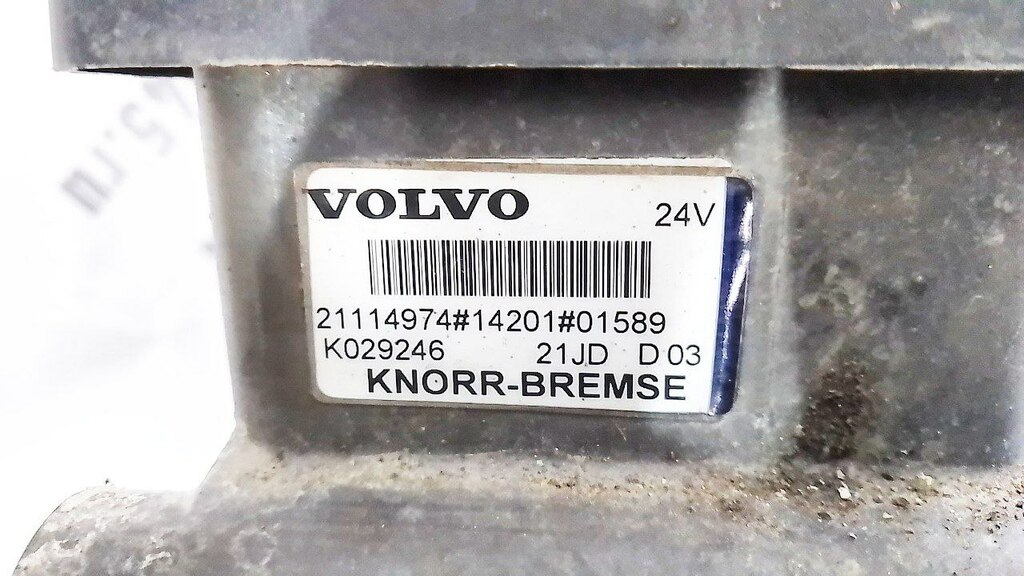 VOLVO 24V
21114974#14201#01589
K029246 21JD D 03
KNORR-BREMSE